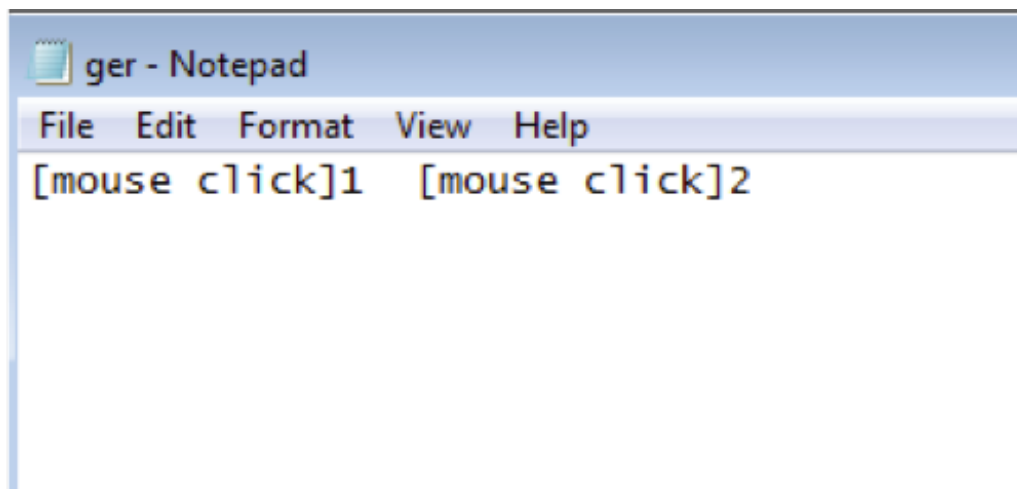 ger - Notepad
File Edit Format View Help
[mouse click]1  [mouse click]2